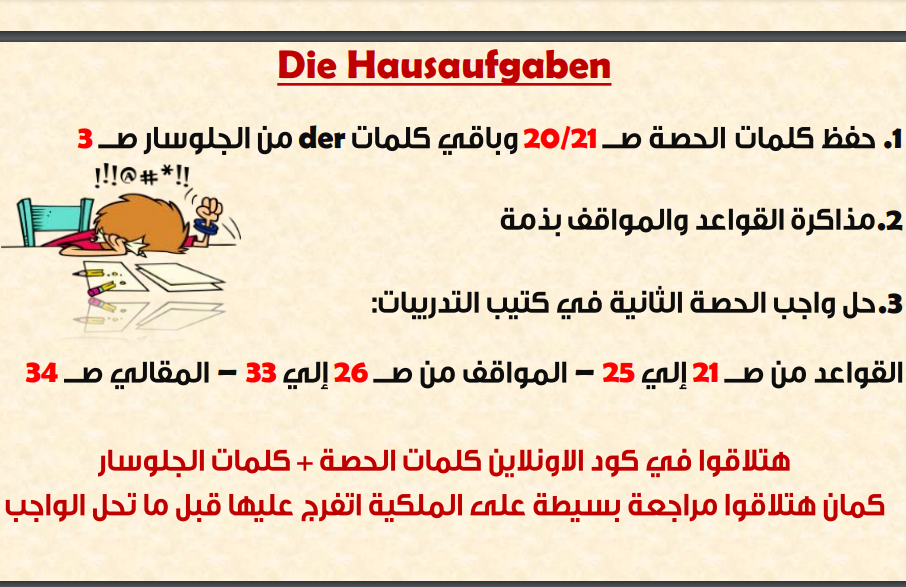 Die Hausaufgaben
1. حفظ كلمات الحصة صـ 20/21 وباقي كلمات der من الجلوسار صـ 3
!!!@#*!!
2.مذاكرة القواعد والمواقف بذمة
3.حل واجب الحصة الثانية في كتيب التدريبات:
القواعد من صـ 21 إلي 25 – المواقف من صـ 26 إلي 33 – المقالي صـ 34
هتلاقوا في كود الاونلاين كلمات الحصة + كلمات الجلوسار
كمان هتلاقوا مراجعة بسيطة على الملكية اتفرج عليها قبل ما تحل الواجب